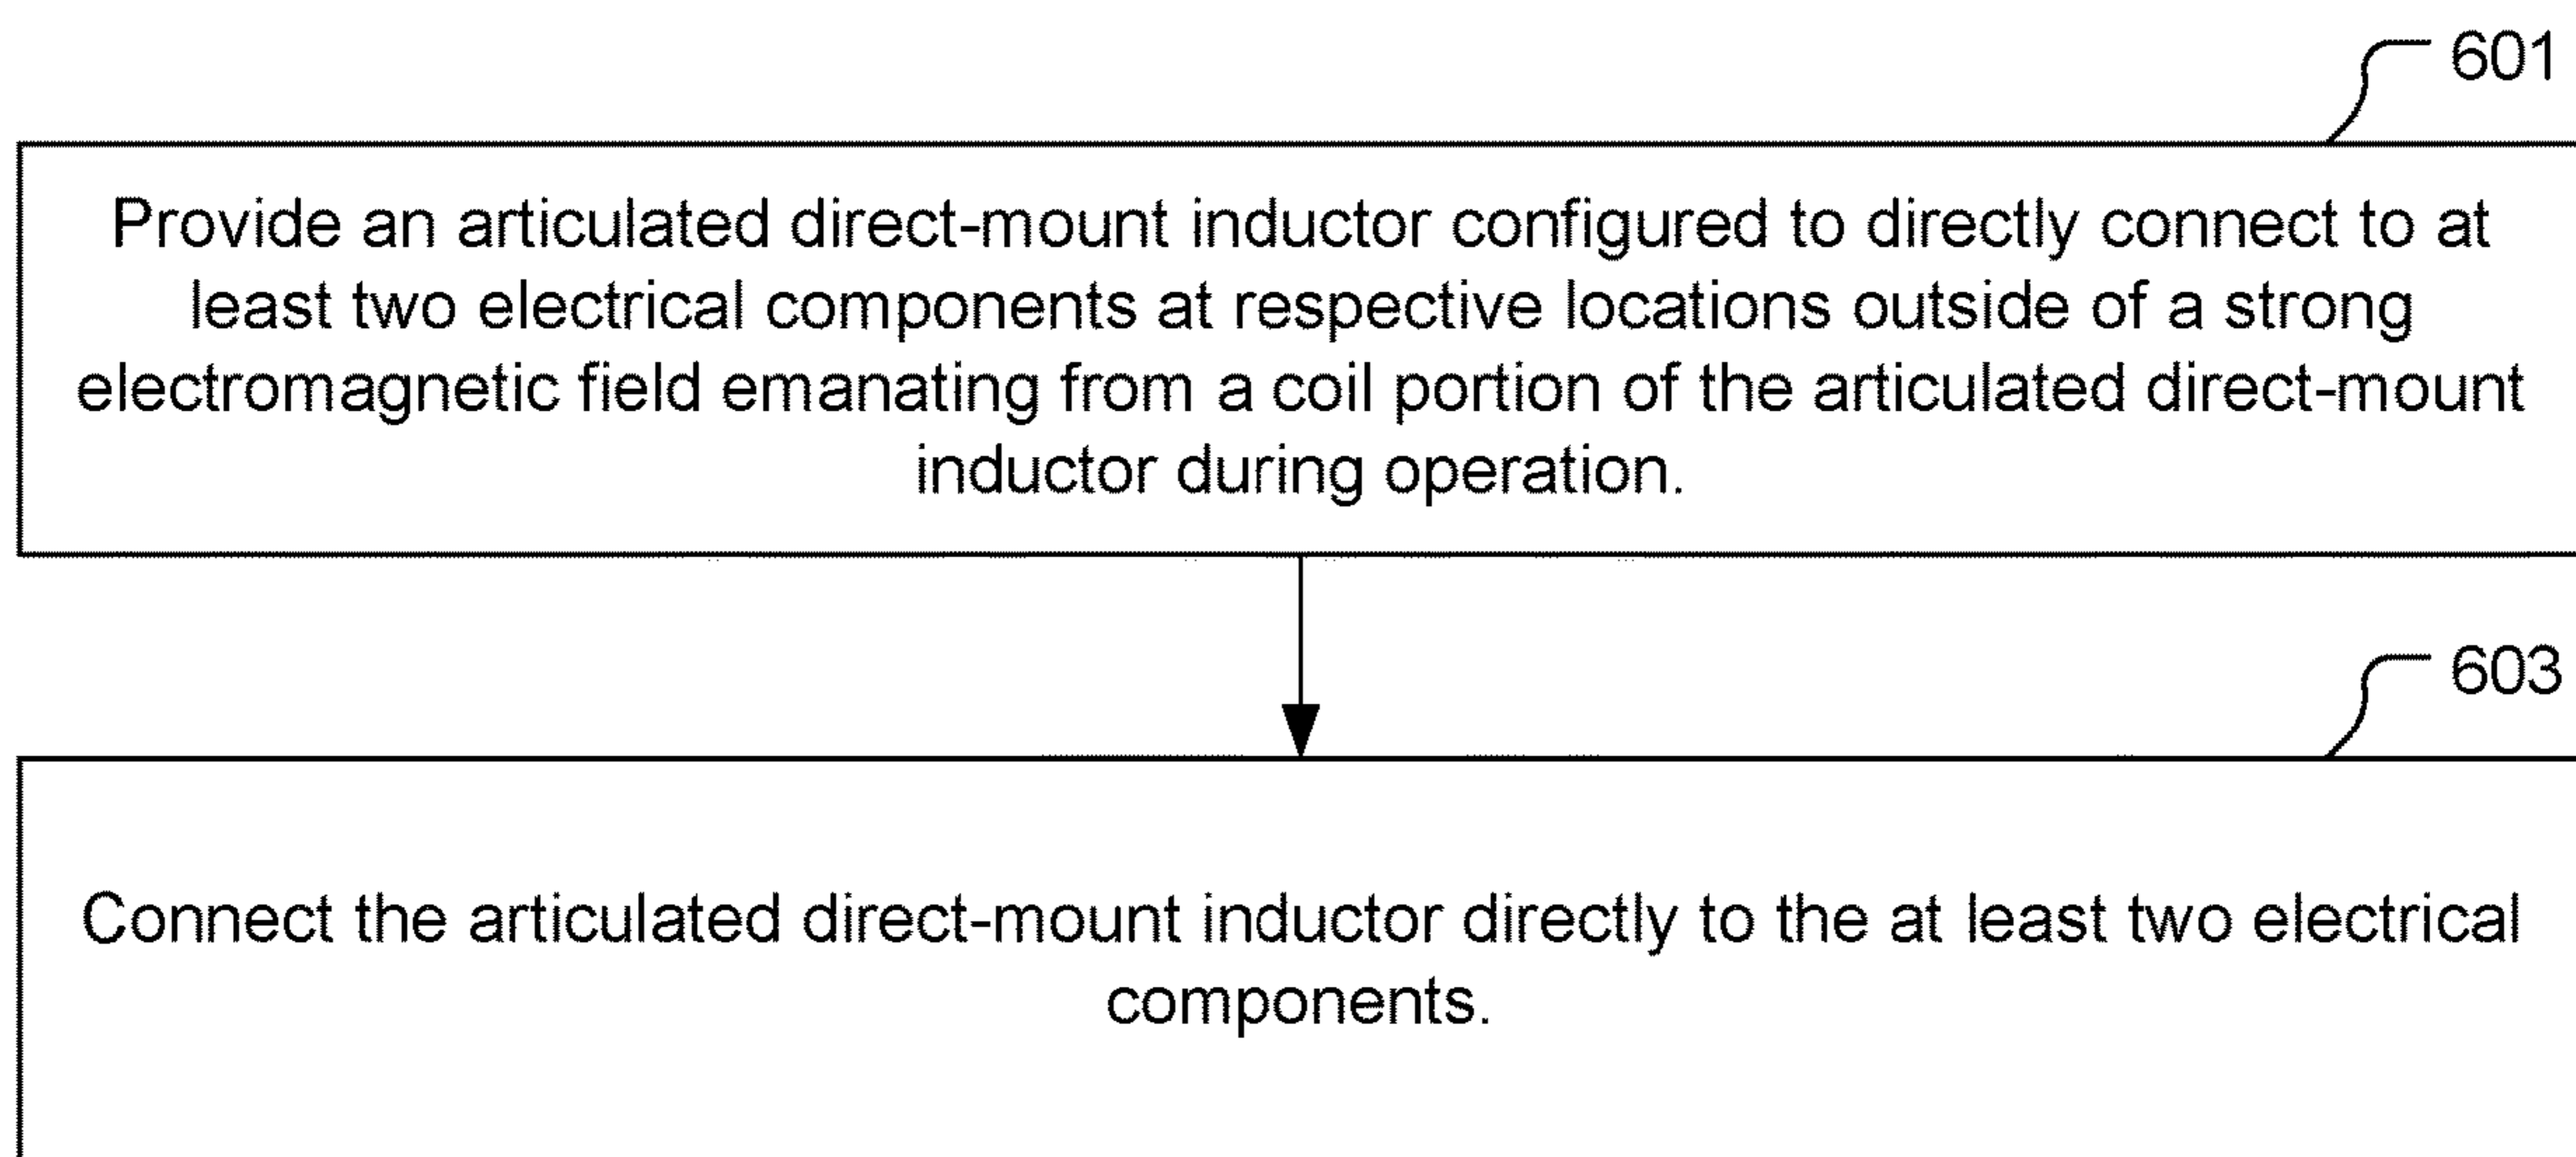 601
Provide an articulated direct-mount inductor configured to directly connect to at
least two electrical components at respective locations outside of a strong
electromagnetic field emanating from a coil portion of the articulated direct-mount
inductor during operation.
603
Connect the articulated direct-mount inductor directly to the at least two electrical
components.